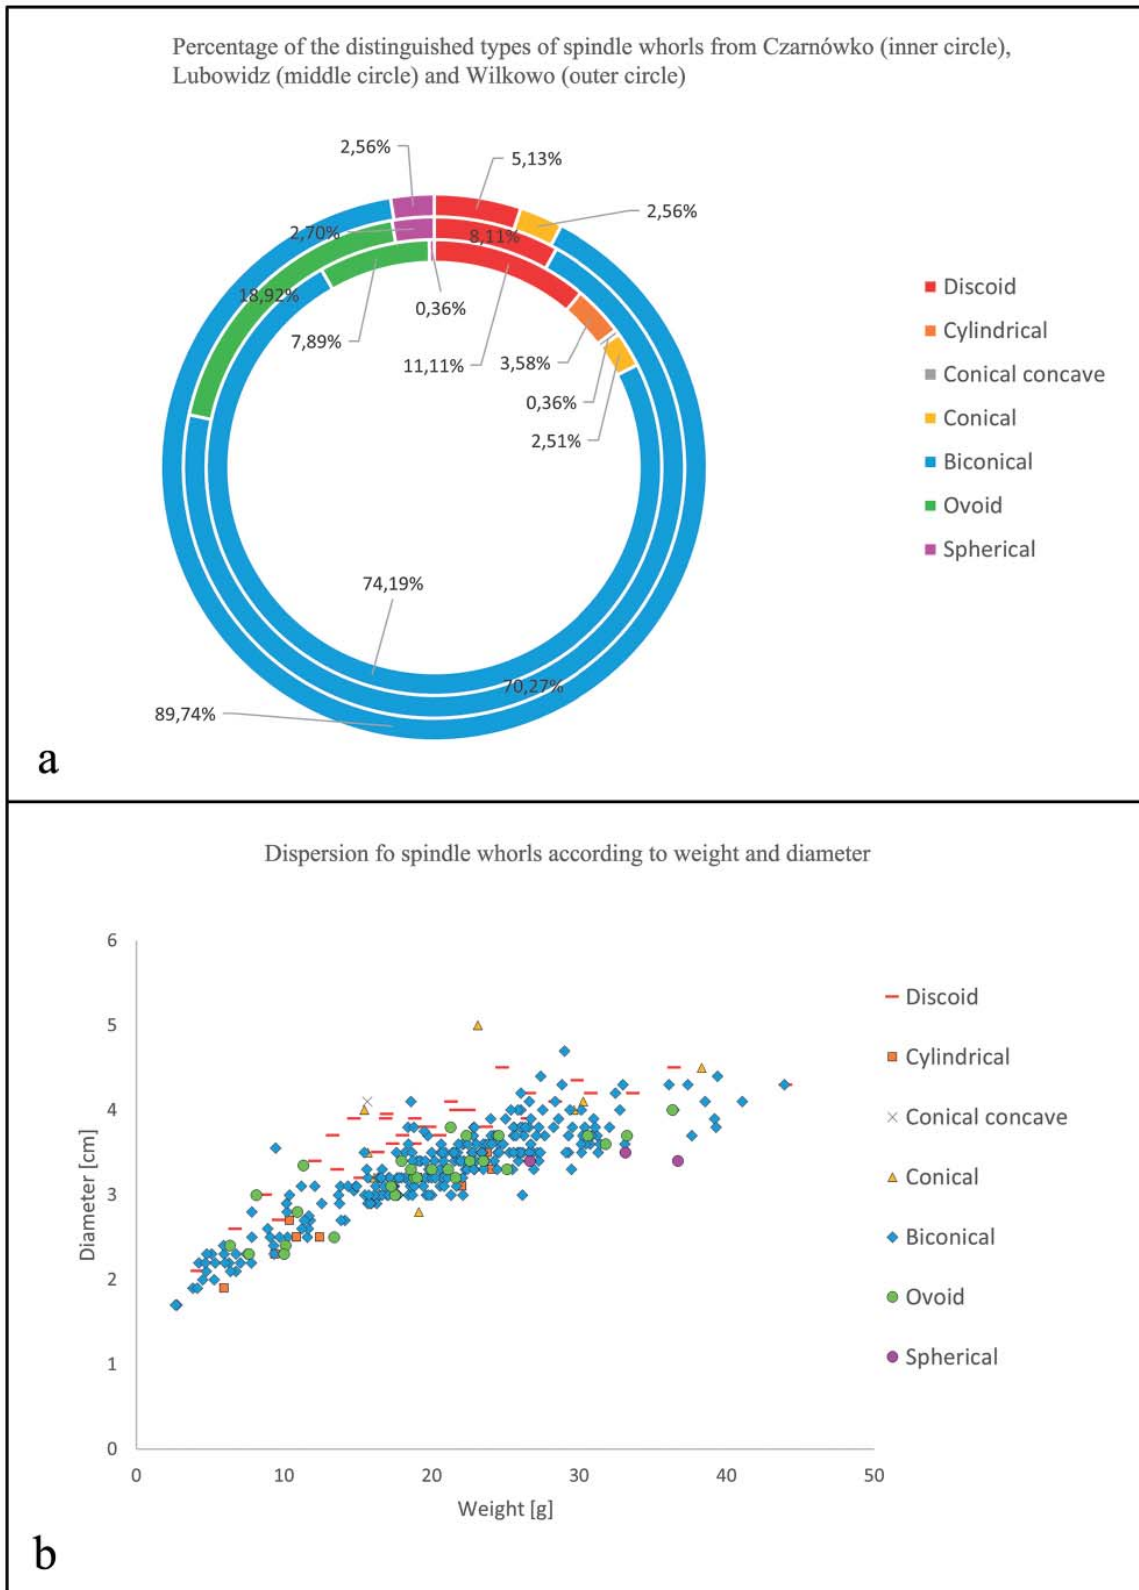 Percentage of the distinguished types of spindle whorls from Czarnówko (inner circle),
Lubowidz (middle circle) and Wilkowo (outer circle)
2,56%
5,13%
2,56%
2,70%
8,11%
18,92%
7,89%
0,36%
11,11%
3,58%
0,36%
2,51%
74,19%
70,27%
89,74%
Discoid
Cylindrical
Conical concave
Conical
Biconical
Ovoid
Spherical
a
Dispersion fo spindle whorls according to weight and diameter
6
5
4
3
2
1
0
Diameter [cm]
0 10 20 30 40 50
Weight [g]
Discoid
Cylindrical
Conical concave
Conical
Biconical
Ovoid
Spherical
b